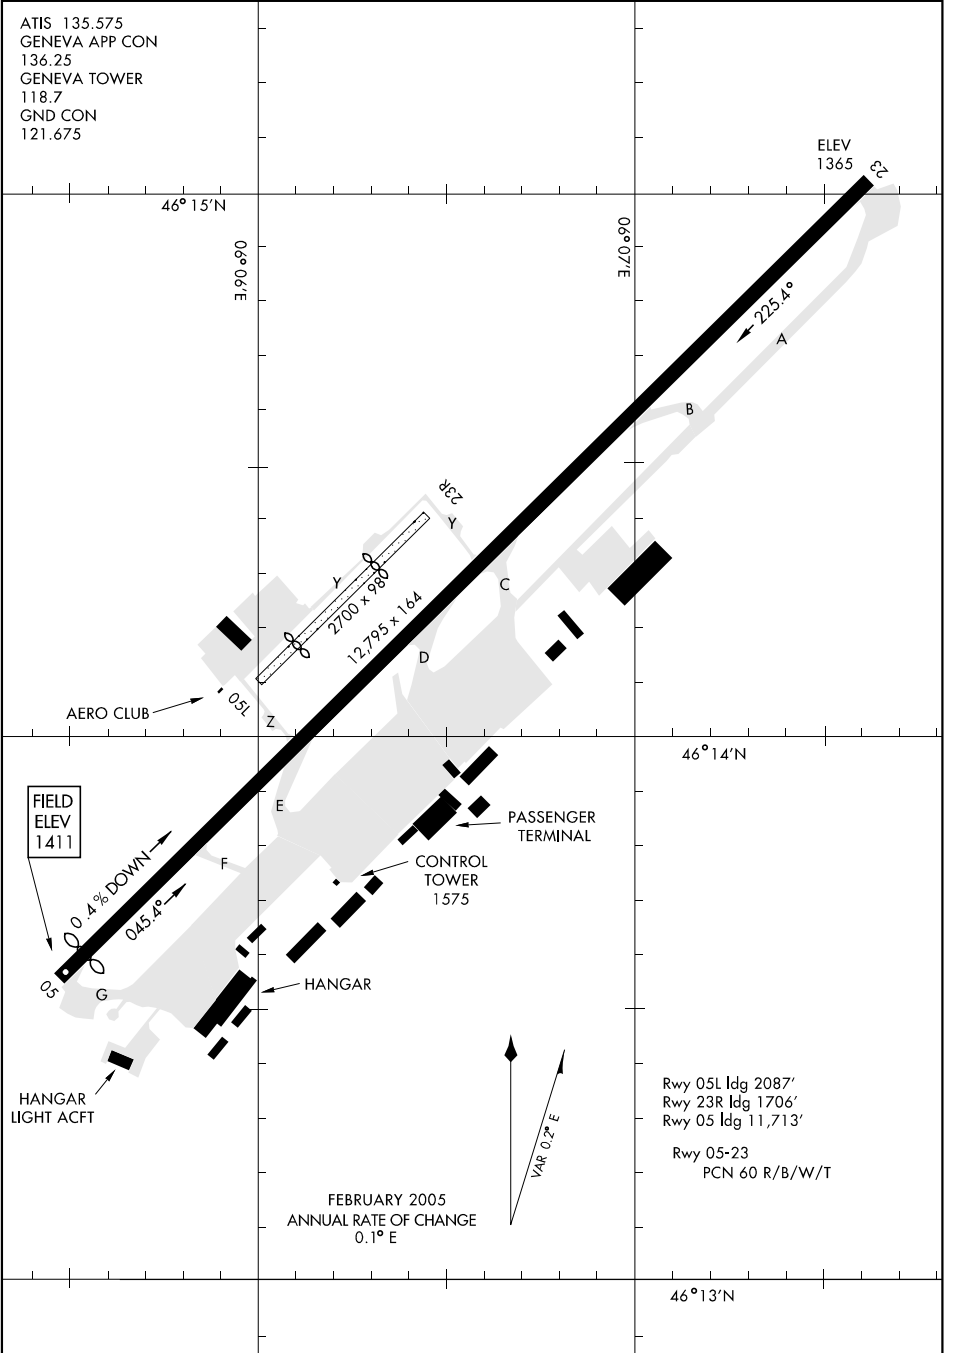 ATIS 135.575
GENEVA APP CON
136.25
GENEVA TOWER
118.7
GND CON
121.675
ELEV
1365
23
46° 15'N
06° 06'E
06° 07'E
225.4°
A
B
23R
Y
Y
C
2700 x 98
12,795 x 164
D
05L
AERO CLUB
Z
46° 14'N
FIELD
ELEV
1411
E
PASSENGER
TERMINAL
F
CONTROL
TOWER
1575
0.4% DOWN
045.4°
05
G
HANGAR
HANGAR
LIGHT ACFT
VAR 0.2° E
Rwy 05L ldg 2087'
Rwy 23R ldg 1706'
Rwy 05 ldg 11,713'
Rwy 05-23
PCN 60 R/B/W/T
FEBRUARY 2005
ANNUAL RATE OF CHANGE
0.1° E
46° 13'N